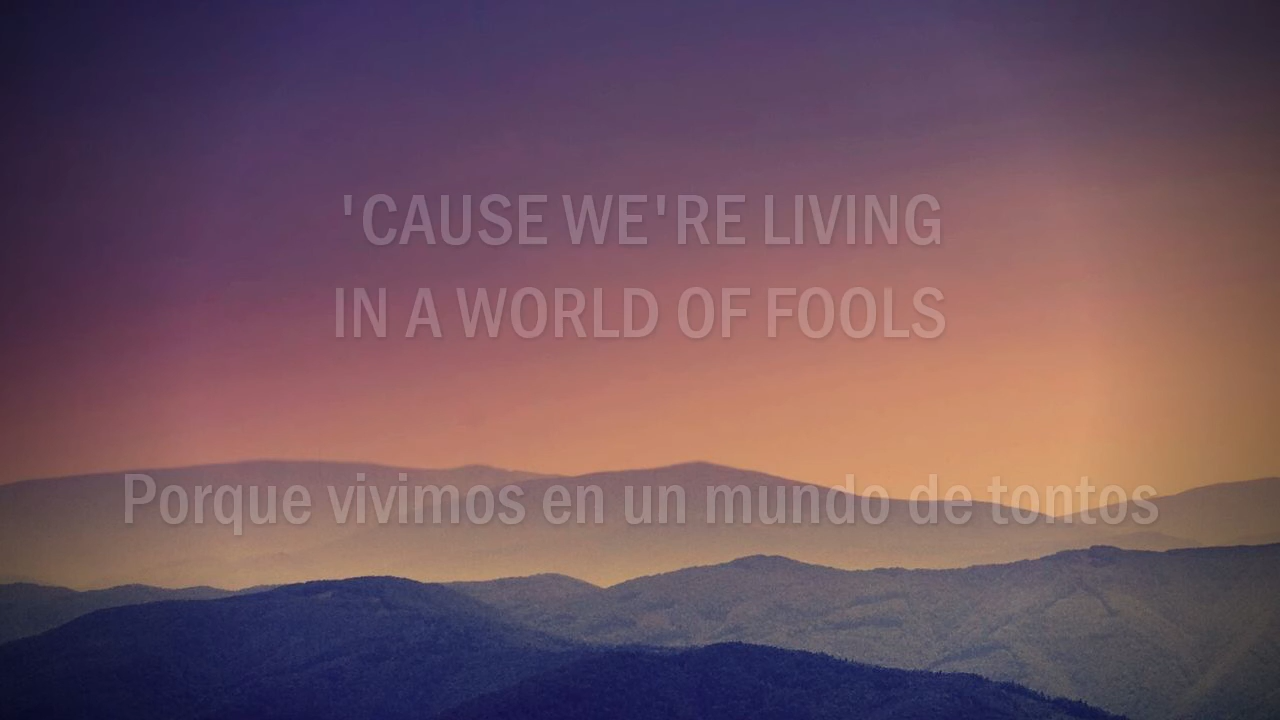 'CAUSE WE'RE LIVING
IN A WORLD OF FOOLS
Porque vivimos en un mundo de tontos